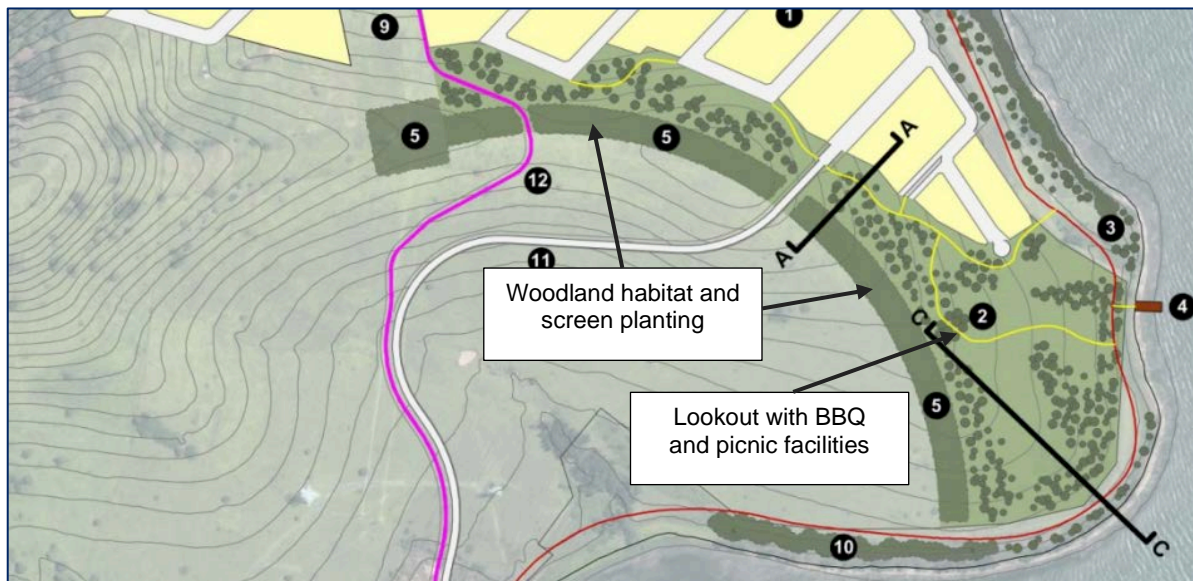 1
9
5
5
A
12
A
3
11
Woodland habitat and
screen planting
C
2
4
5
Lookout with BBQ
and picnic facilities
10
C